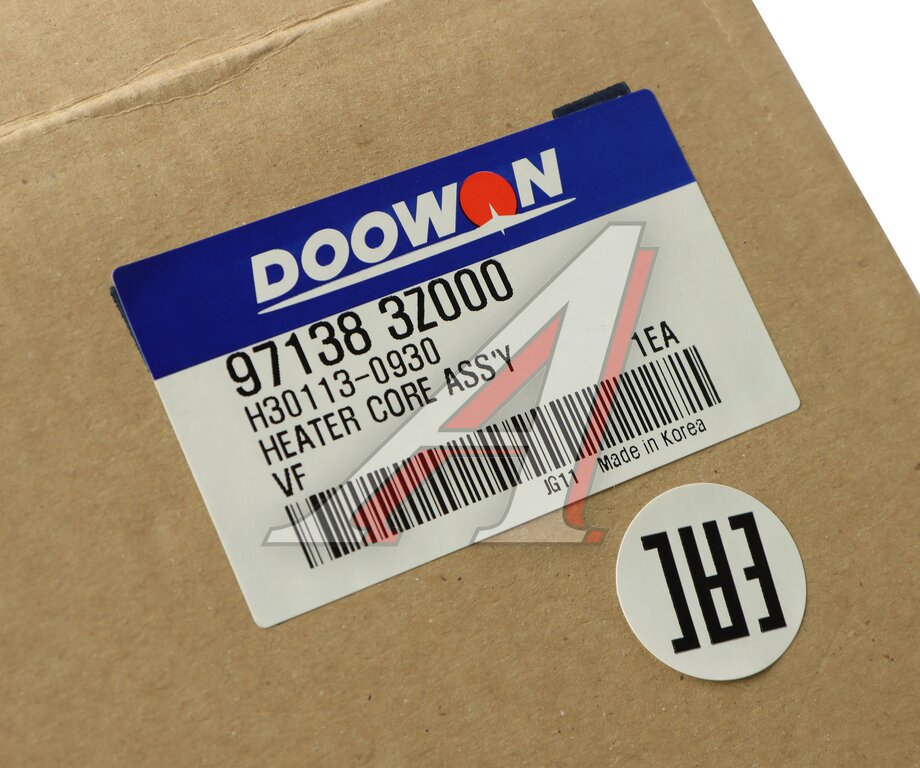 DOOWON
97138 3Z000
H30113-0930
HEATER CORE ASS'Y 1EA
VF
JG11 Made in Korea
EAC